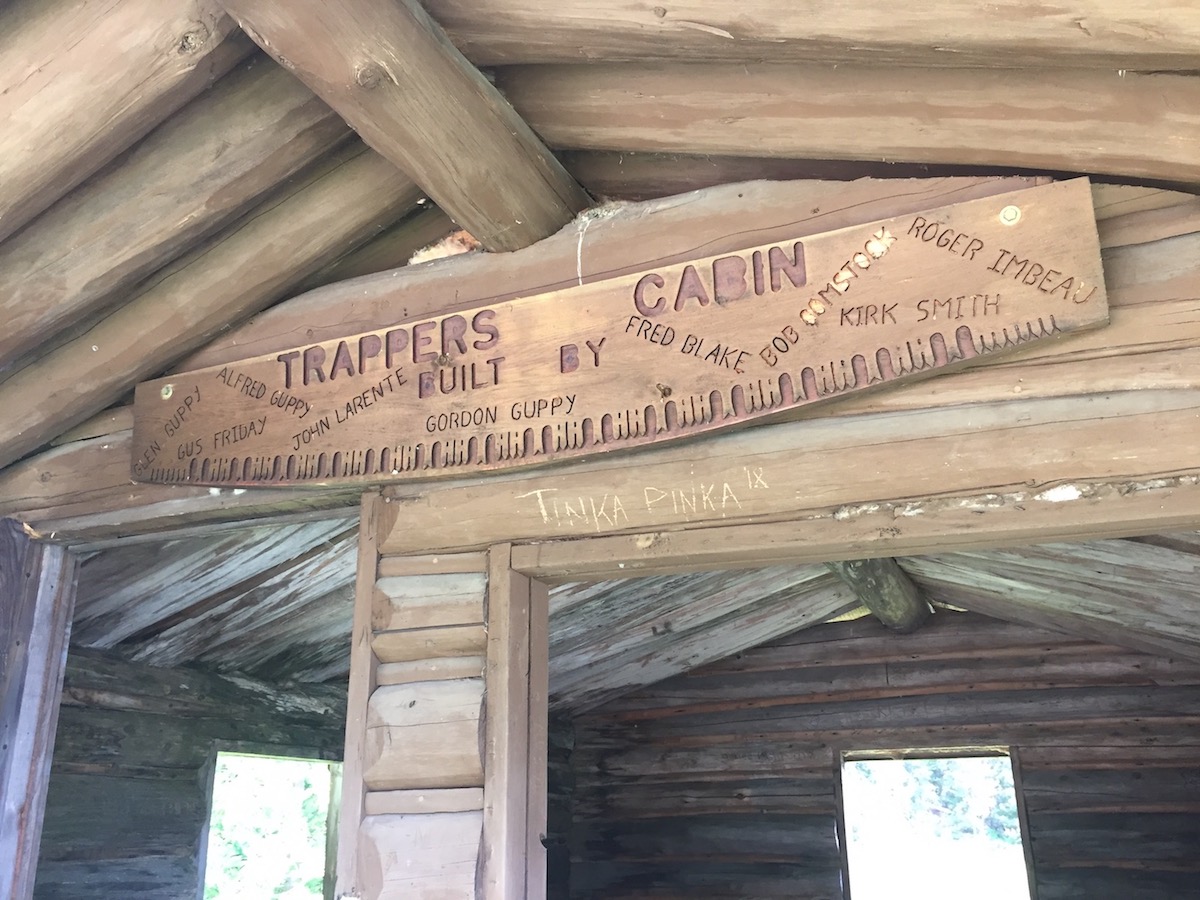 TRAPPERS CABIN
BUILT BY
GLEN GUPPY
ALFRED GUPPY
GUS FRIDAY
JOHN LARENTE
GORDON GUPPY
FRED BLAKE
BOB COMSTOCK
KIRK SMITH
ROGER IMBEAU
TINKA PINKA IX